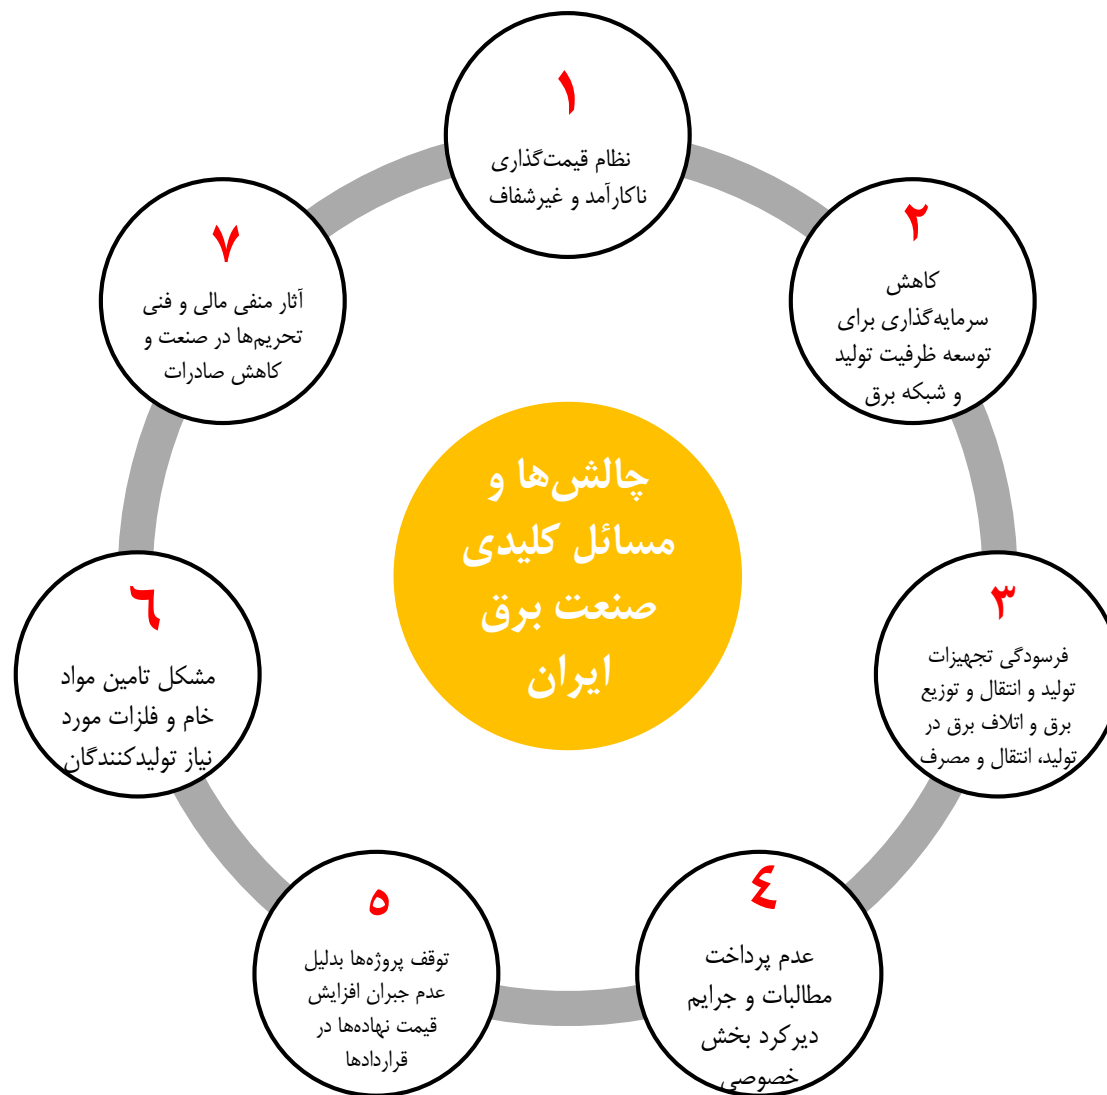 چالش‌ها و
مسائل کلیدی
صنعت برق
ایران
۱
نظام قیمت‌گذاری
ناکارآمد و غیرشفاف
۲
کاهش
سرمایه‌گذاری برای
توسعه ظرفیت تولید
و شبکه برق
۳
فرسودگی تجهیزات
تولید و انتقال و توزیع
برق و اتلاف برق در
تولید، انتقال و مصرف
٤
عدم پرداخت
مطالبات و جرایم
دیرکرد بخش
خصوصی
٥
توقف پروژه‌ها بدلیل
عدم جبران افزایش
قیمت نهاده‌ها در
قراردادها
٦
مشکل تامین مواد
خام و فلزات مورد
نیاز تولیدکنندگان
۷
آثار منفی مالی و فنی
تحریم‌ها در صنعت و
کاهش صادرات